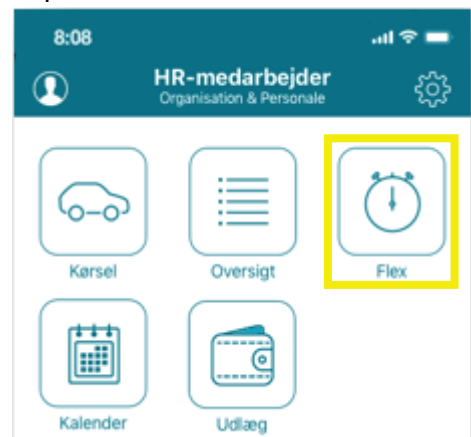 8:08
HR-medarbejder
Organisation & Personale
Kørsel Oversigt Flex
Kalender Udlæg